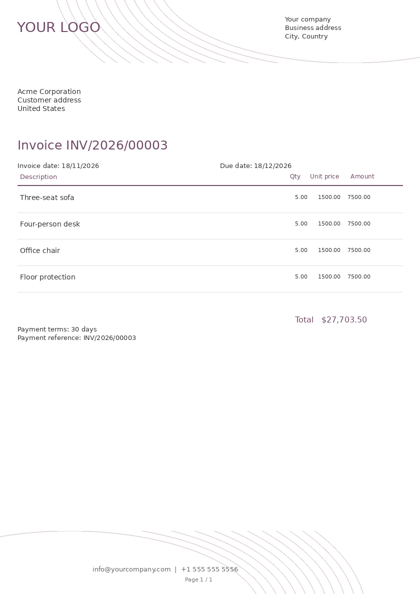 YOUR LOGO
Your company
Business address
City, Country
Acme Corporation
Customer address
United States
Invoice INV/2026/00003
Invoice date: 18/11/2026 Due date: 18/12/2026
Description Qty Unit price Amount
Three-seat sofa 5.00 1500.00 7500.00
Four-person desk 5.00 1500.00 7500.00
Office chair 5.00 1500.00 7500.00
Floor protection 5.00 1500.00 7500.00
Total $27,703.50
Payment terms: 30 days
Payment reference: INV/2026/00003
info@yourcompany.com | +1 555 555 5556
Page 1 / 1